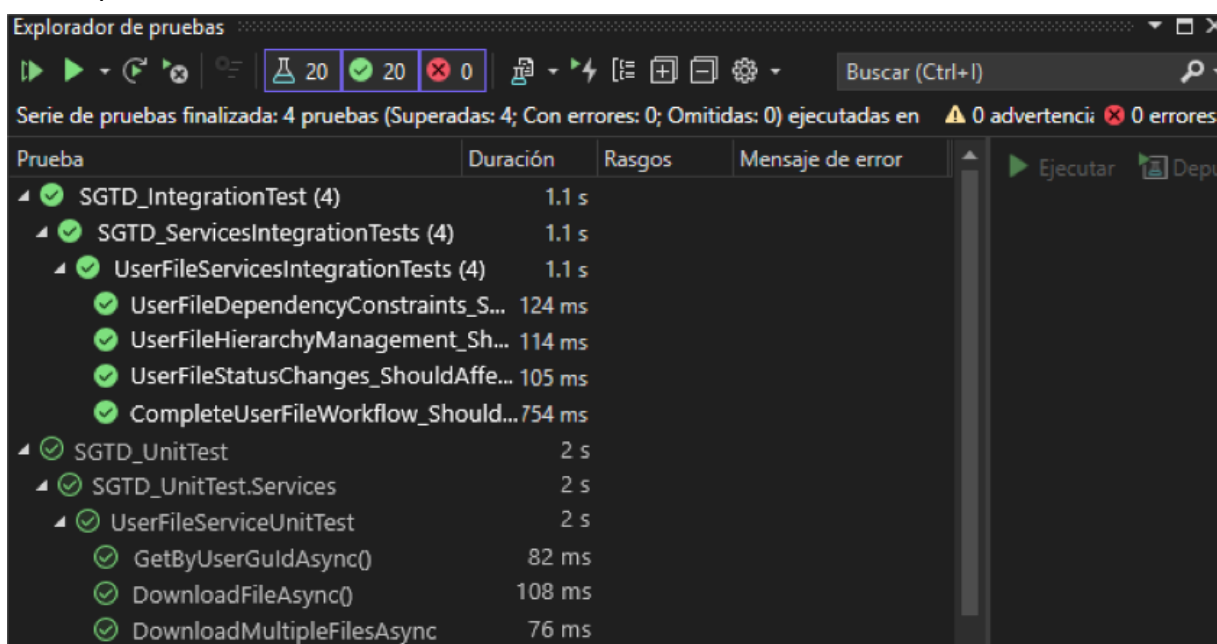 Explorador de pruebas
20 20 0 Buscar (Ctrl+I)
Serie de pruebas finalizada: 4 pruebas (Superadas: 4; Con errores: 0; Omitidas: 0) ejecutadas en 0 advertencia 0 errores
Prueba Duración Rasgos Mensaje de error Ejecutar Depu
SGTD_IntegrationTest (4) 1.1 s
SGTD_ServicesIntegrationTests (4) 1.1 s
UserFileServicesIntegrationTests (4) 1.1 s
UserFileDependencyConstraints_S... 124 ms
UserFileHierarchyManagement_Sh... 114 ms
UserFileStatusChanges_ShouldAffe... 105 ms
CompleteUserFileWorkflow_Should... 754 ms
SGTD_UnitTest 2 s
SGTD_UnitTest.Services 2 s
UserFileServiceUnitTest 2 s
GetByUserGuIdAsync() 82 ms
DownloadFileAsync() 108 ms
DownloadMultipleFilesAsync 76 ms